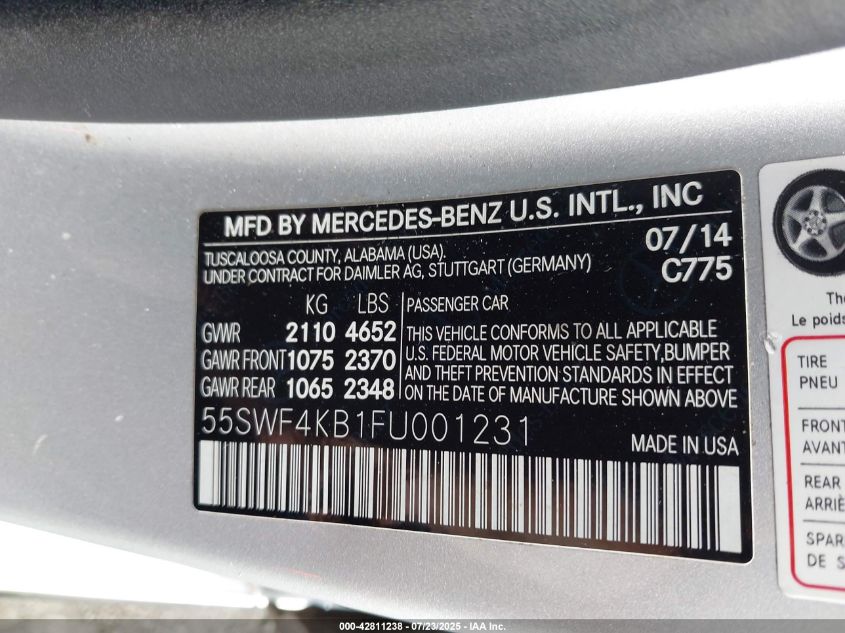 MFD BY MERCEDES-BENZ U.S. INTL., INC
TUSCALOOSA COUNTY, ALABAMA (USA).
UNDER CONTRACT FOR DAIMLER AG, STUTTGART (GERMANY)
07/14
C775
KG LBS
GVWR 2110 4652
GAWR FRONT 1075 2370
GAWR REAR 1065 2348
PASSENGER CAR
THIS VEHICLE CONFORMS TO ALL APPLICABLE
U.S. FEDERAL MOTOR VEHICLE SAFETY, BUMPER
AND THEFT PREVENTION STANDARDS IN EFFECT
ON THE DATE OF MANUFACTURE SHOWN ABOVE
55SWF4KB1FU001231
MADE IN USA
The
Le poids
TIRE
PNEU
FRONT
AVANT
REAR
ARRIÈ
SPAR
DE S
000-42811238 - 07/23/2025 - IAA Inc.